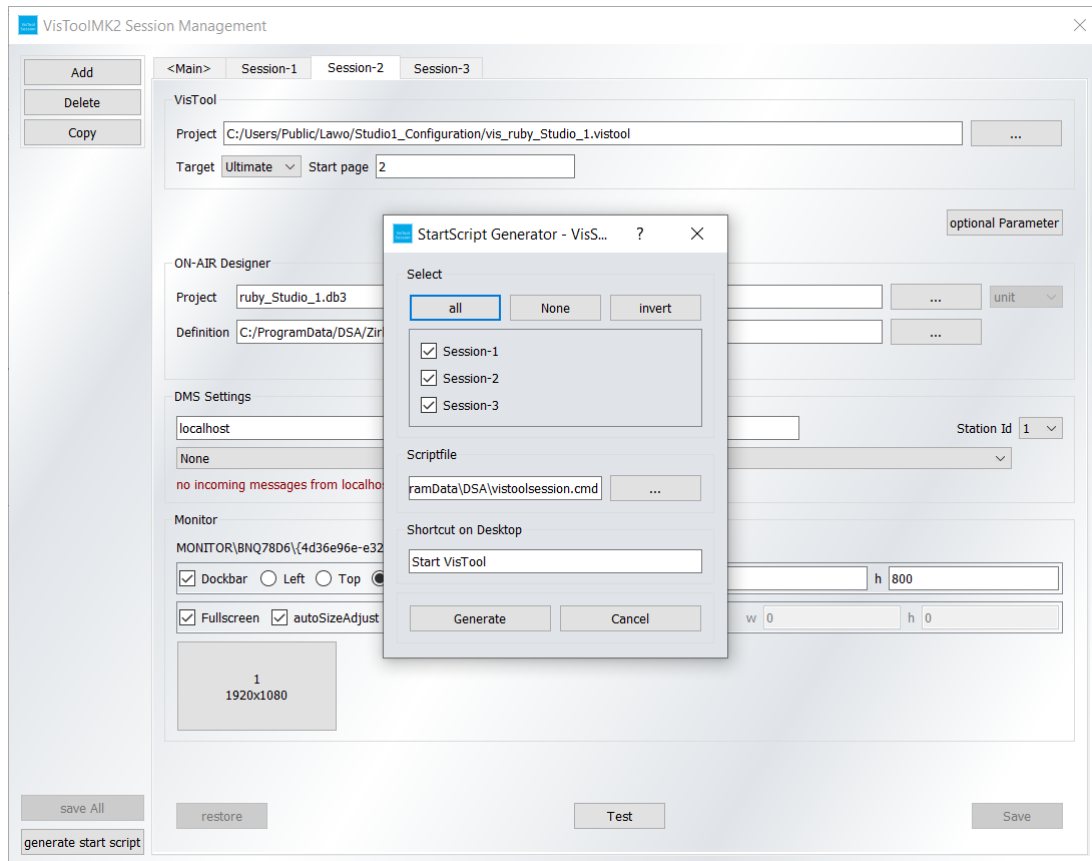 VisToolMK2 Session Management
Add
Delete
Copy
<Main> Session-1 Session-2 Session-3
VisTool
Project C:/Users/Public/Lawo/Studio1_Configuration/vis_ruby_Studio_1.vistool ...
Target Ultimate Start page 2
optional Parameter
ON-AIR Designer
Project ruby_Studio_1.db3 ... unit
Definition C:/ProgramData/DSA/Zir ...
DMS Settings
localhost Station Id 1
None
no incoming messages from localho
Monitor
MONITOR\BNQ78D6\{4d36e96e-e32
Dockbar Left Top h 800
Fullscreen autoSizeAdjust w 0 h 0
1
1920x1080
save All
generate start script
restore Test Save
StartScript Generator - VisS... ?
Select
all None invert
Session-1
Session-2
Session-3
Scriptfile
ramData\DSA\vistoolsession.cmd ...
Shortcut on Desktop
Start VisTool
Generate Cancel